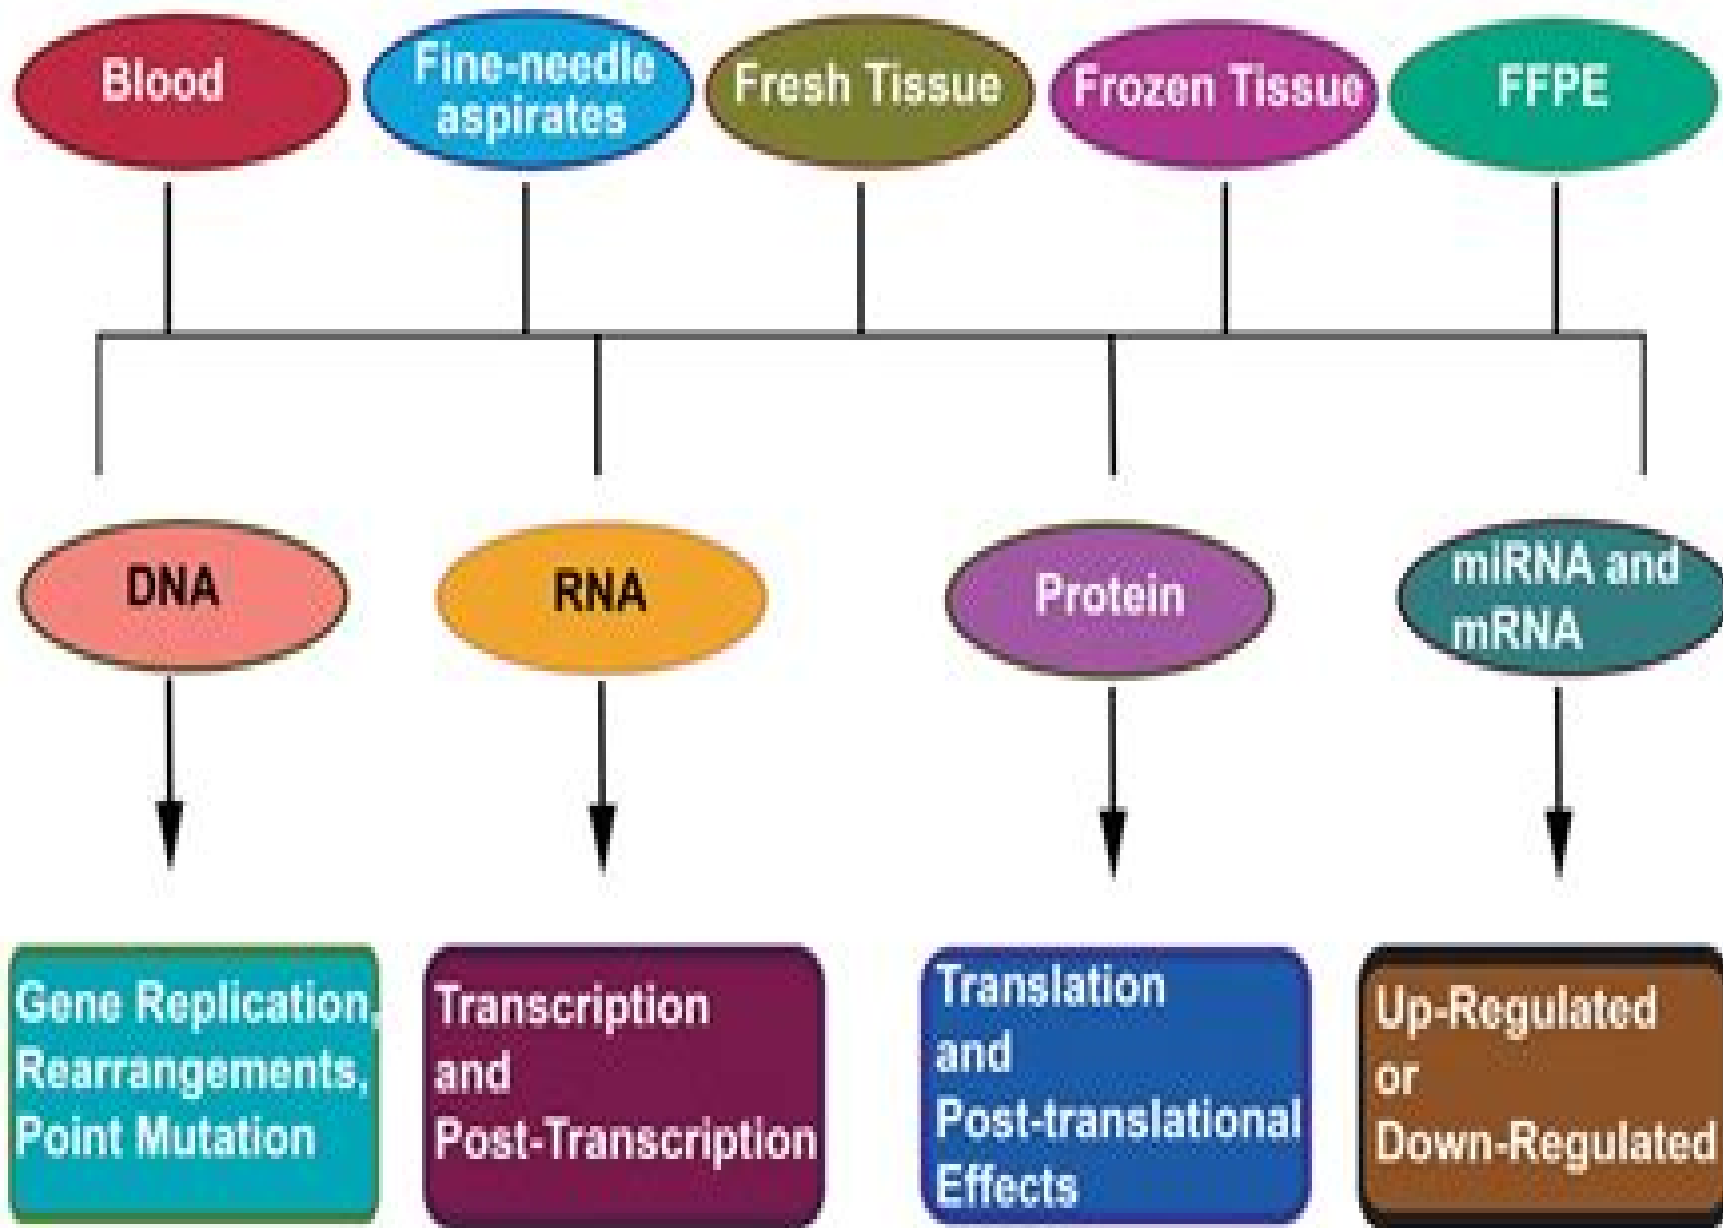 Blood
Fine-needle
aspirates
Fresh Tissue
Frozen Tissue
FFPE
DNA
RNA
Protein
miRNA and
mRNA
Gene Replication,
Rearrangements,
Point Mutation
Transcription
and
Post-Transcription
Translation
and
Post-translational
Effects
Up-Regulated
or
Down-Regulated